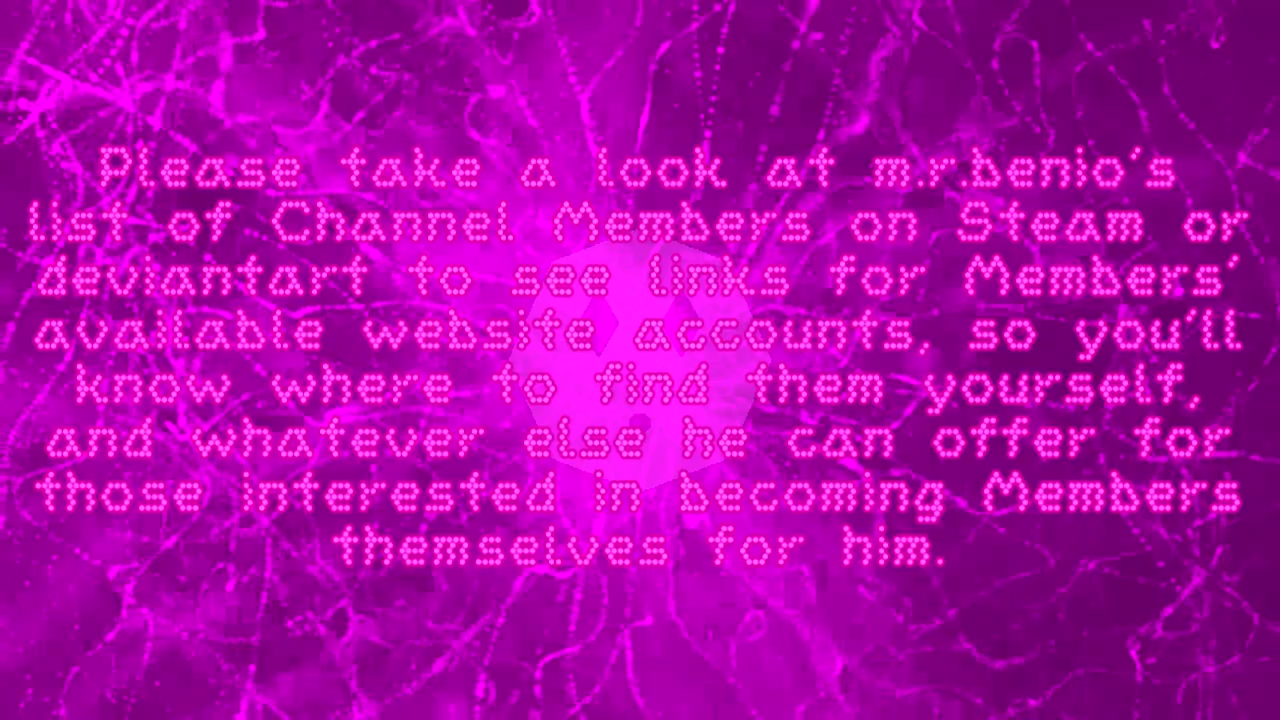 Please take a look at m.r.benio's
list of Channel Members on Steam or
deviantart to see links for Members'
available website accounts, so you'll
know where to find them yourself,
and whatever else he can offer for
those interested in becoming Members
themselves for him.